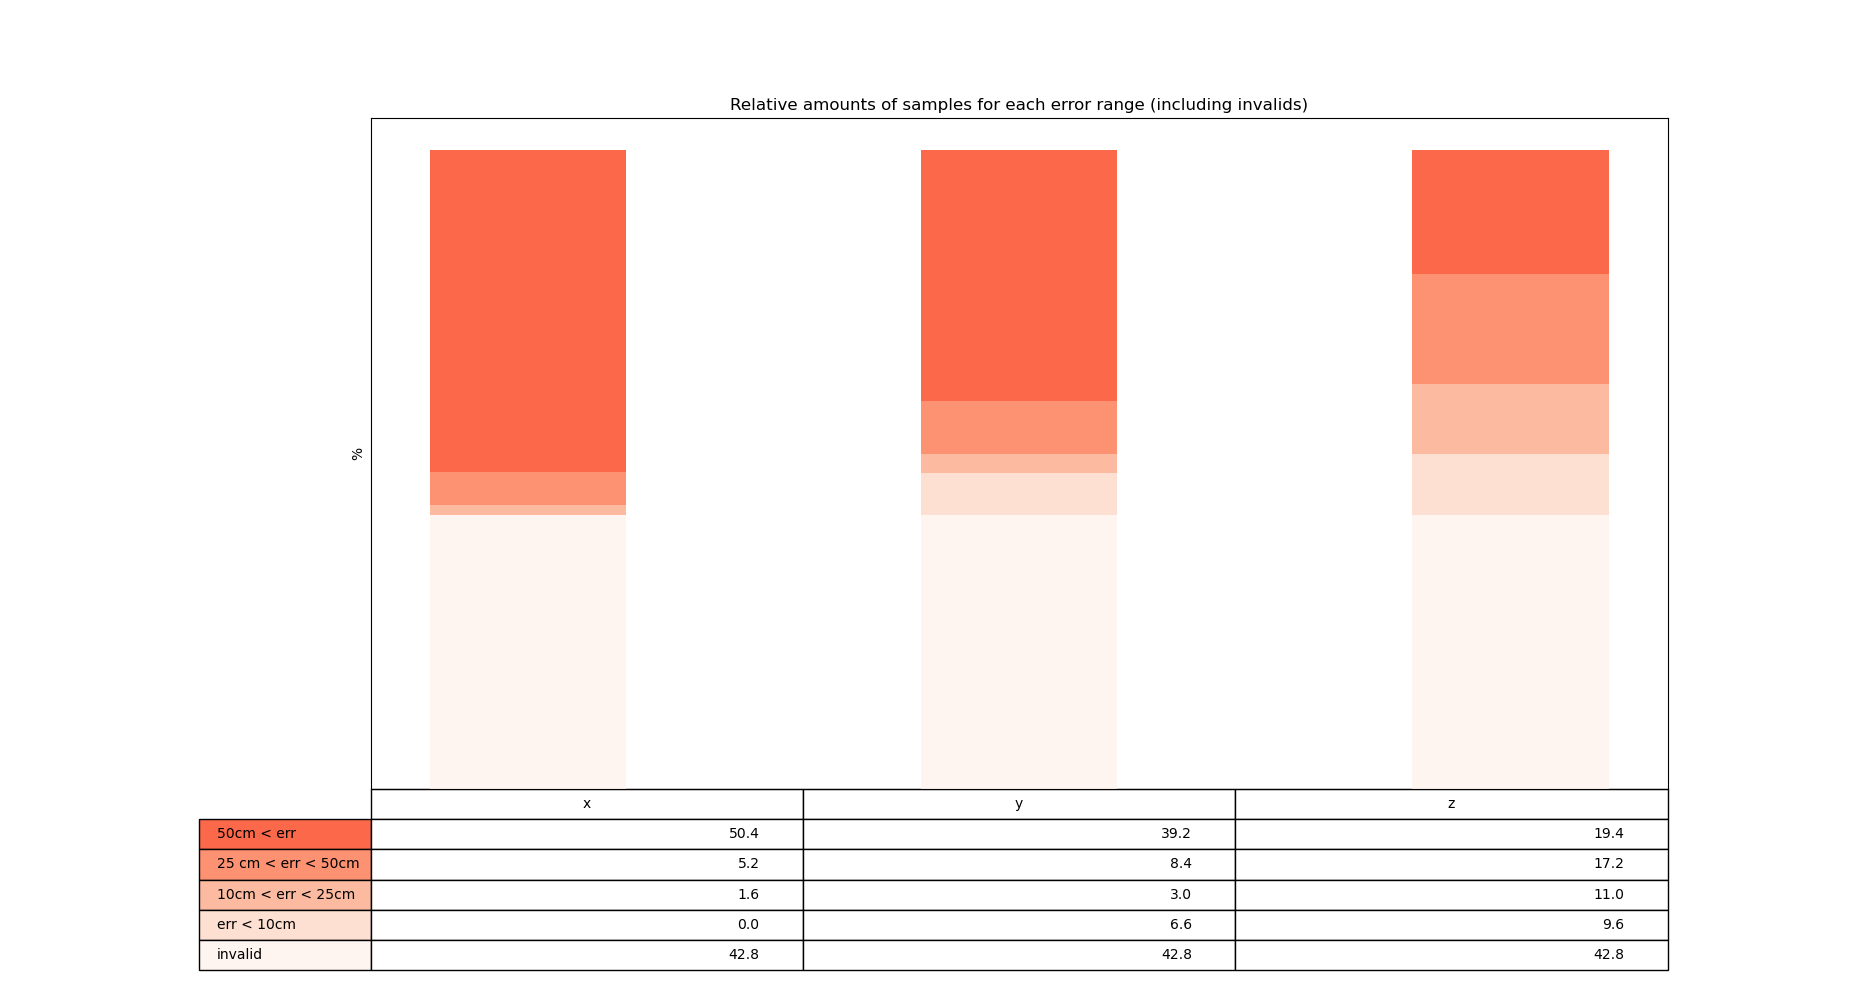 Relative amounts of samples for each error range (including invalids)
%
x y z
50cm < err 50.4 39.2 19.4
25 cm < err < 50cm 5.2 8.4 17.2
10cm < err < 25cm 1.6 3.0 11.0
err < 10cm 0.0 6.6 9.6
invalid 42.8 42.8 42.8